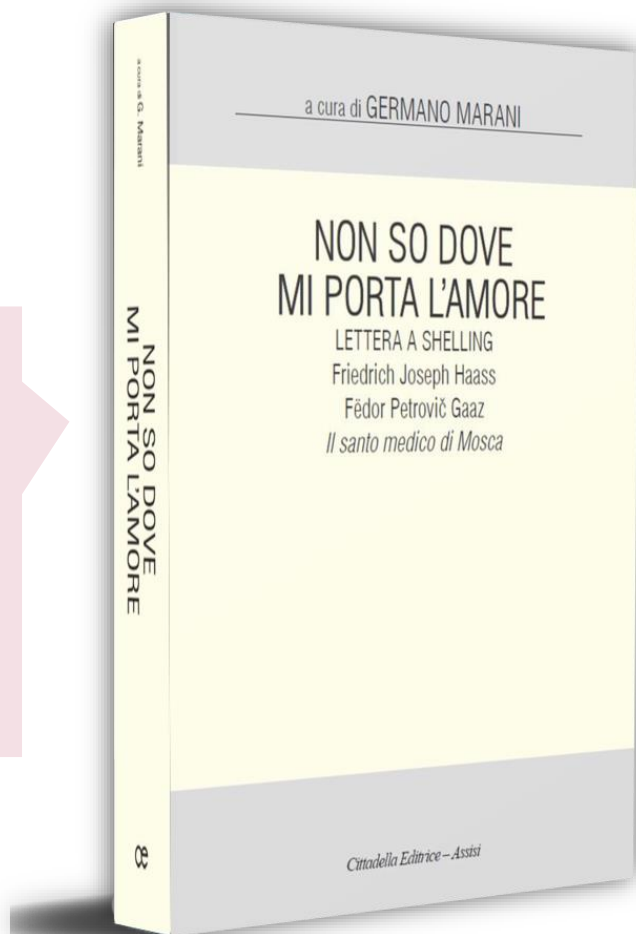 a cura di G. Marani
NON SO DOVE
MI PORTA L'AMORE
a cura di GERMANO MARANI
NON SO DOVE
MI PORTA L'AMORE
LETTERA A SHELLING
Friedrich Joseph Haass
Fëdor Petrovič Gaaz
Il santo medico di Mosca
Cittadella Editrice – Assisi